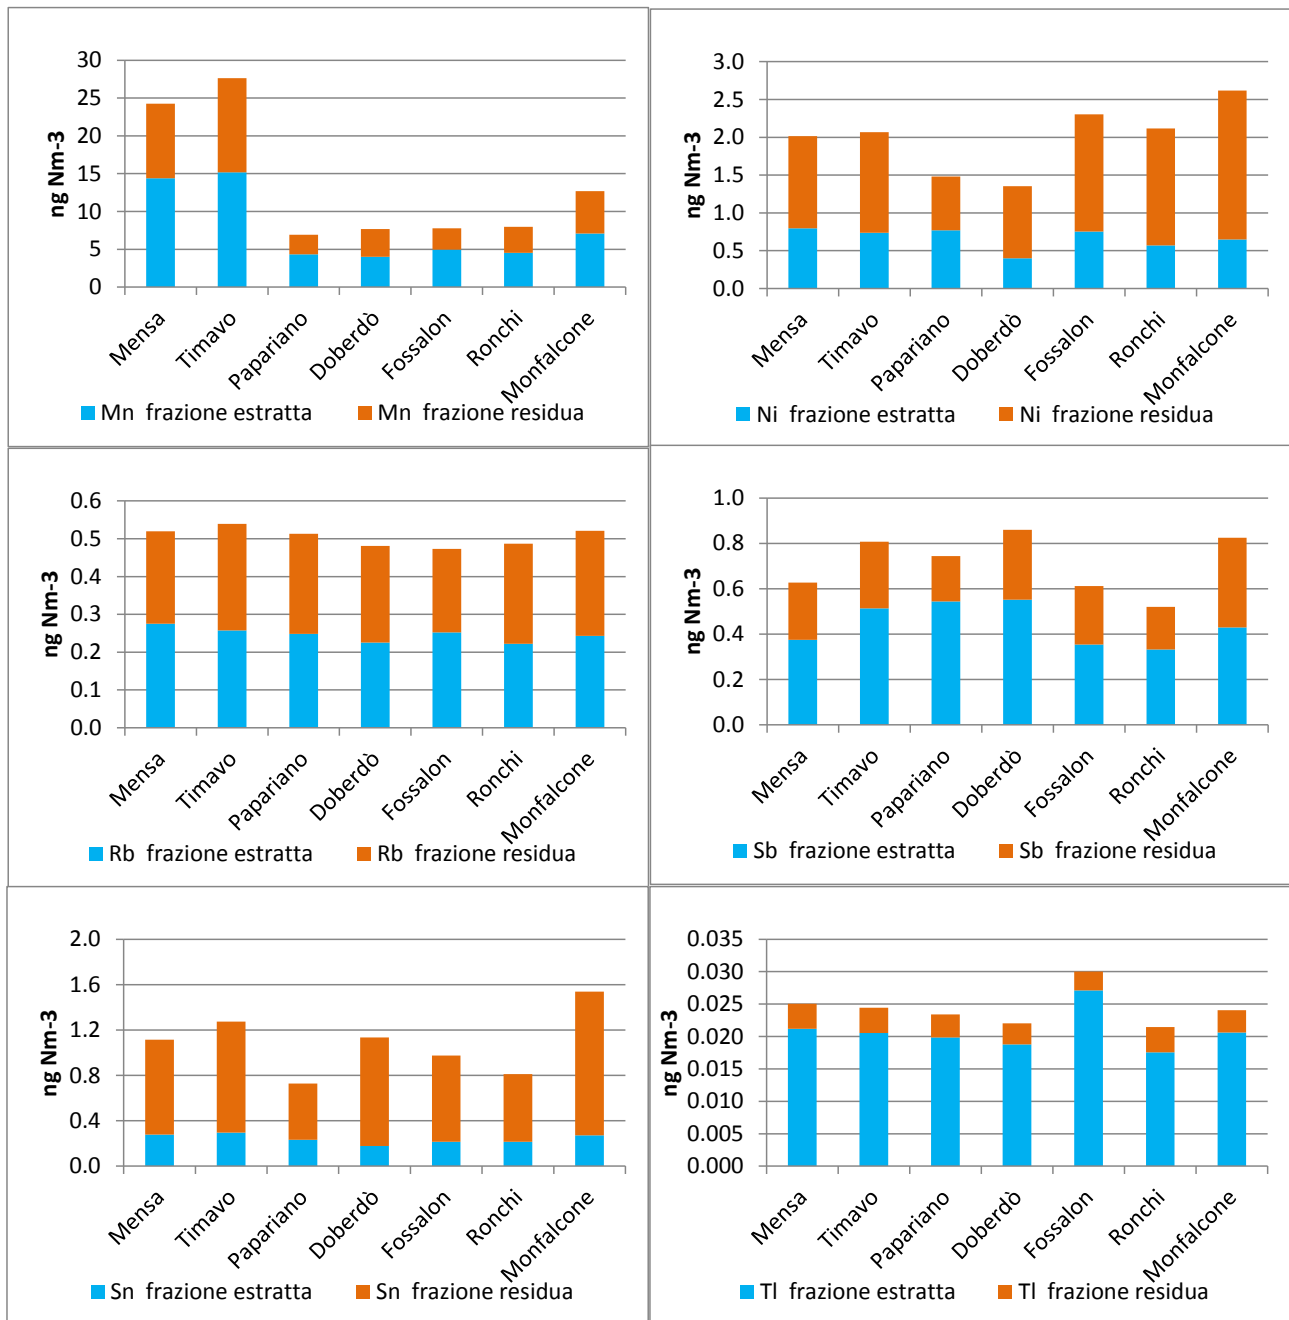 30
25
20
15
10
5
0
ng Nm-3
Mensa
Timavo
Papariano
Doberdò
Fossalon
Ronchi
Monfalcone
Mn frazione estratta
Mn frazione residua
3.0
2.5
2.0
1.5
1.0
0.5
0.0
ng Nm-3
Mensa
Timavo
Papariano
Doberdò
Fossalon
Ronchi
Monfalcone
Ni frazione estratta
Ni frazione residua
0.6
0.5
0.4
0.3
0.2
0.1
0.0
ng Nm-3
Mensa
Timavo
Papariano
Doberdò
Fossalon
Ronchi
Monfalcone
Rb frazione estratta
Rb frazione residua
1.0
0.8
0.6
0.4
0.2
0.0
ng Nm-3
Mensa
Timavo
Papariano
Doberdò
Fossalon
Ronchi
Monfalcone
Sb frazione estratta
Sb frazione residua
2.0
1.6
1.2
0.8
0.4
0.0
ng Nm-3
Mensa
Timavo
Papariano
Doberdò
Fossalon
Ronchi
Monfalcone
Sn frazione estratta
Sn frazione residua
0.035
0.030
0.025
0.020
0.015
0.010
0.005
0.000
ng Nm-3
Mensa
Timavo
Papariano
Doberdò
Fossalon
Ronchi
Monfalcone
Tl frazione estratta
Tl frazione residua